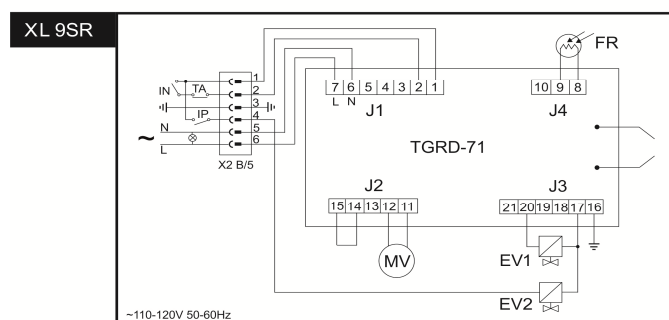 XL 9SR
FR
1
IN TA 2
3
IP 4
N 5
~ L 6
X2 B/5
7 6 5 4 3 2 1
L N
J1
10 9 8
J4
TGRD-71
J2
15 14 13 12 11
J3
21 20 19 18 17 16
MV
EV1
EV2
~110-120V 50-60Hz